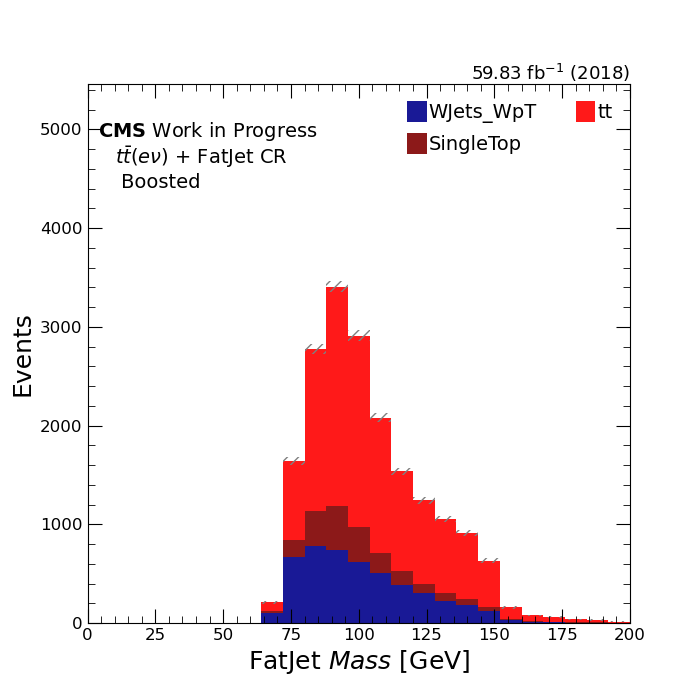 59.83 fb⁻¹ (2018)
WJets_WpT tt
SingleTop
CMS Work in Progress
tt̄(eν) + FatJet CR
Boosted
5000
4000
3000
2000
1000
0
Events
0 25 50 75 100 125 150 175 200
FatJet Mass [GeV]